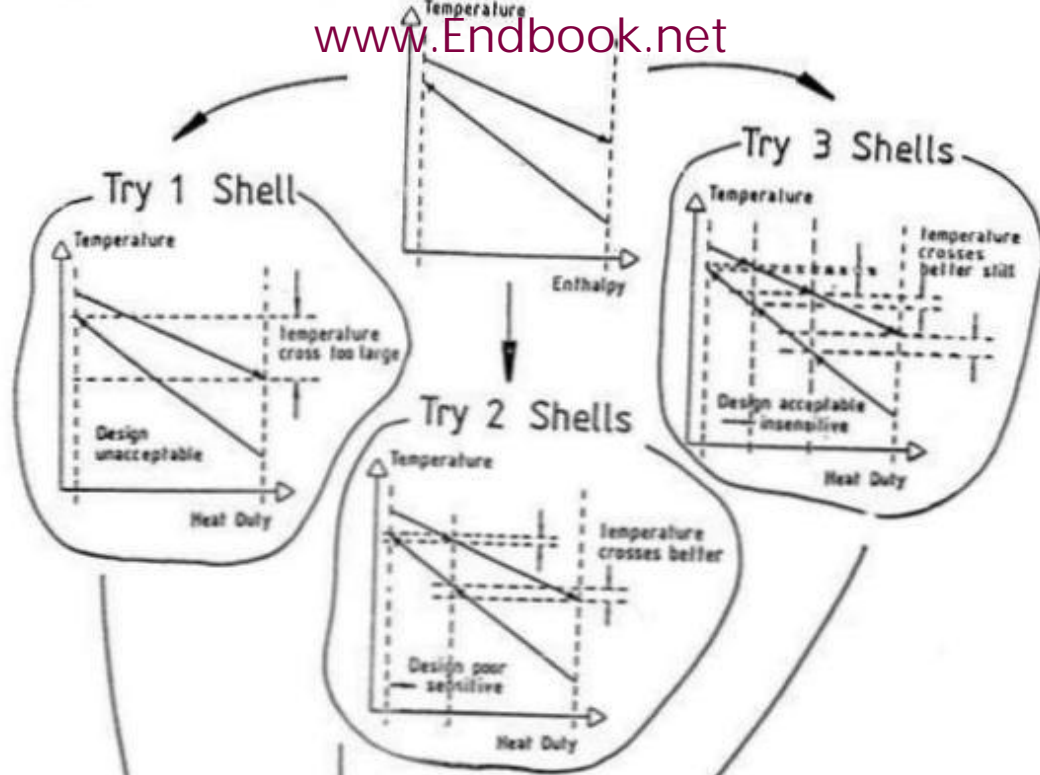 Temperature
www.Endbook.net
Enthalpy
Try 1 Shell
Temperature
Temperature
cross too large
Design
unacceptable
Heat Duty
Try 2 Shells
Temperature
Temperature
crosses better
Design poor
— sensitive
Heat Duty
Try 3 Shells
Temperature
Temperature
crosses
better still
Design acceptable
— insensitive
Heat Duty